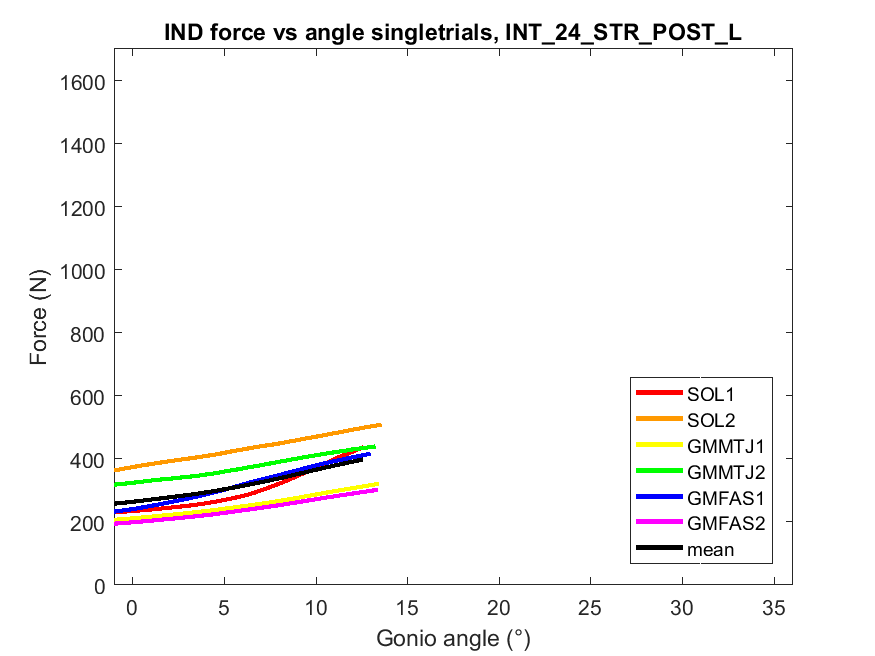 IND force vs angle singletrials, INT_24_STR_POST_L
1600
1400
1200
1000
800
600
400
200
0
Force (N)
0 5 10 15 20 25 30 35
Gonio angle (°)
SOL1
SOL2
GMMTJ1
GMMTJ2
GMFAS1
GMFAS2
mean